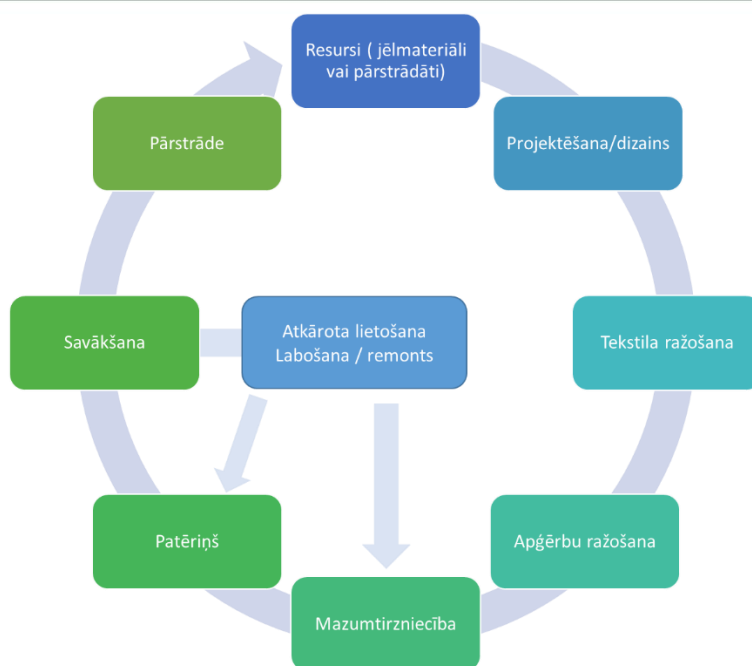 Resursi ( jēlmateriāli
vai pārstrādāti)
Projektēšana/dizains
Tekstila ražošana
Apģērbu ražošana
Mazumtirzniecība
Patēriņš
Savākšana
Pārstrāde
Atkārota lietošana
Labošana / remonts